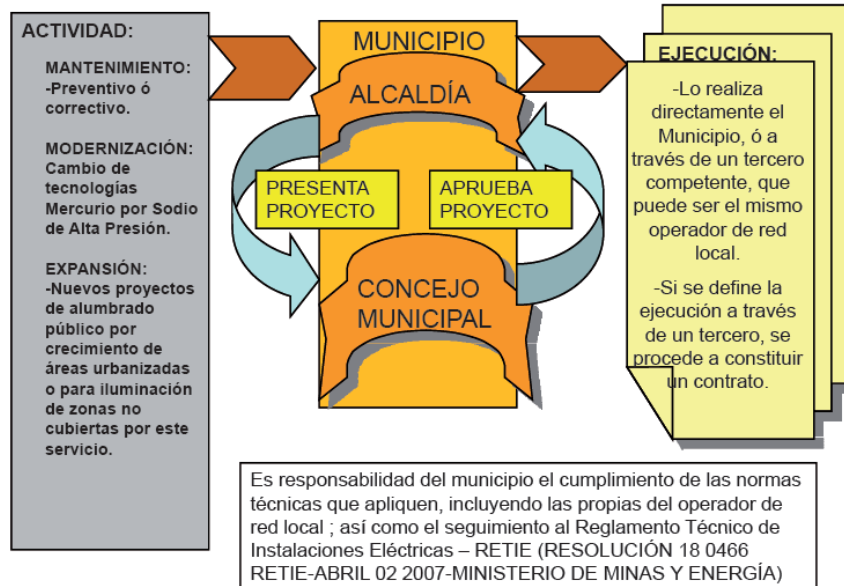 ACTIVIDAD:
MANTENIMIENTO:
-Preventivo ó
correctivo.
MODERNIZACIÓN:
Cambio de
tecnologías
Mercurio por Sodio
de Alta Presión.
EXPANSIÓN:
-Nuevos proyectos
de alumbrado
público por
crecimiento de
áreas urbanizadas
o para iluminación
de zonas no
cubiertas por este
servicio.
MUNICIPIO
ALCALDÍA
PRESENTA
PROYECTO
APRUEBA
PROYECTO
CONCEJO
MUNICIPAL
EJECUCIÓN:
-Lo realiza
directamente el
Municipio, ó a
través de un tercero
competente, que
puede ser el mismo
operador de red
local.
-Si se define la
ejecución a través
de un tercero, se
procede a constituir
un contrato.
Es responsabilidad del municipio el cumplimiento de las normas
técnicas que apliquen, incluyendo las propias del operador de
red local ; así como el seguimiento al Reglamento Técnico de
Instalaciones Eléctricas – RETIE (RESOLUCIÓN 18 0466
RETIE-ABRIL 02 2007-MINISTERIO DE MINAS Y ENERGÍA)